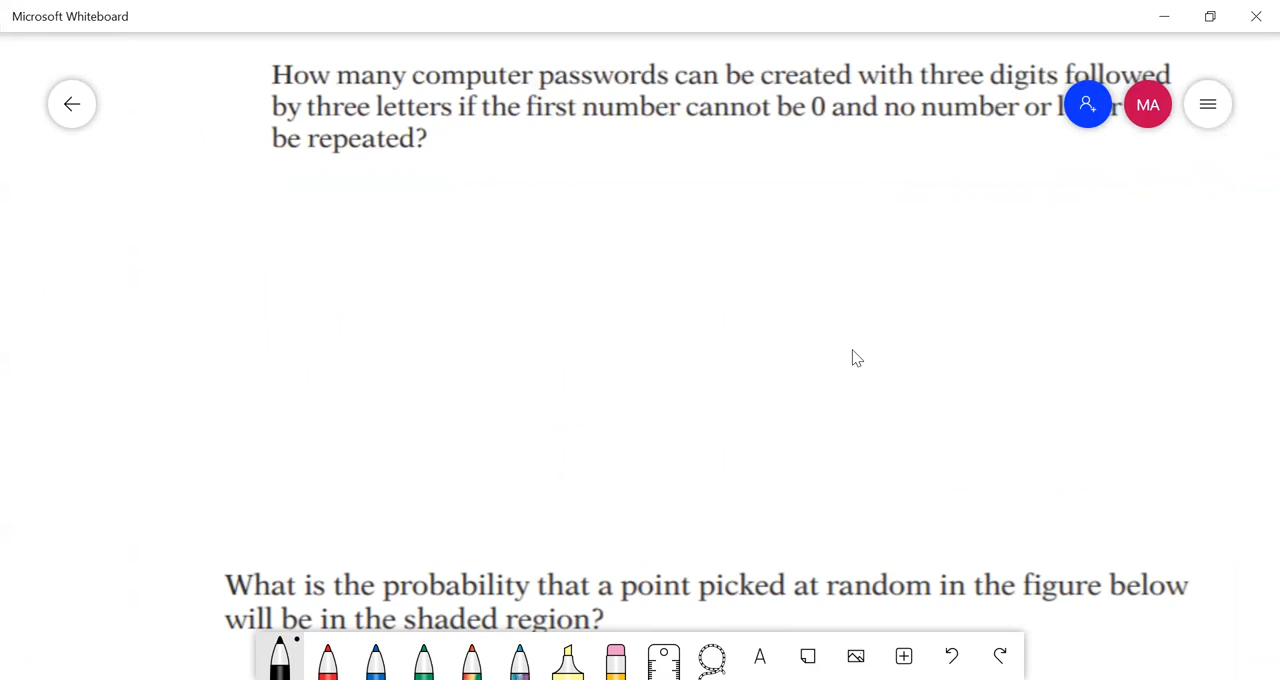 Microsoft Whiteboard
How many computer passwords can be created with three digits followed
by three letters if the first number cannot be 0 and no number or
MA
be repeated?
What is the probability that a point picked at random in the figure below
will be in the shaded region?
A